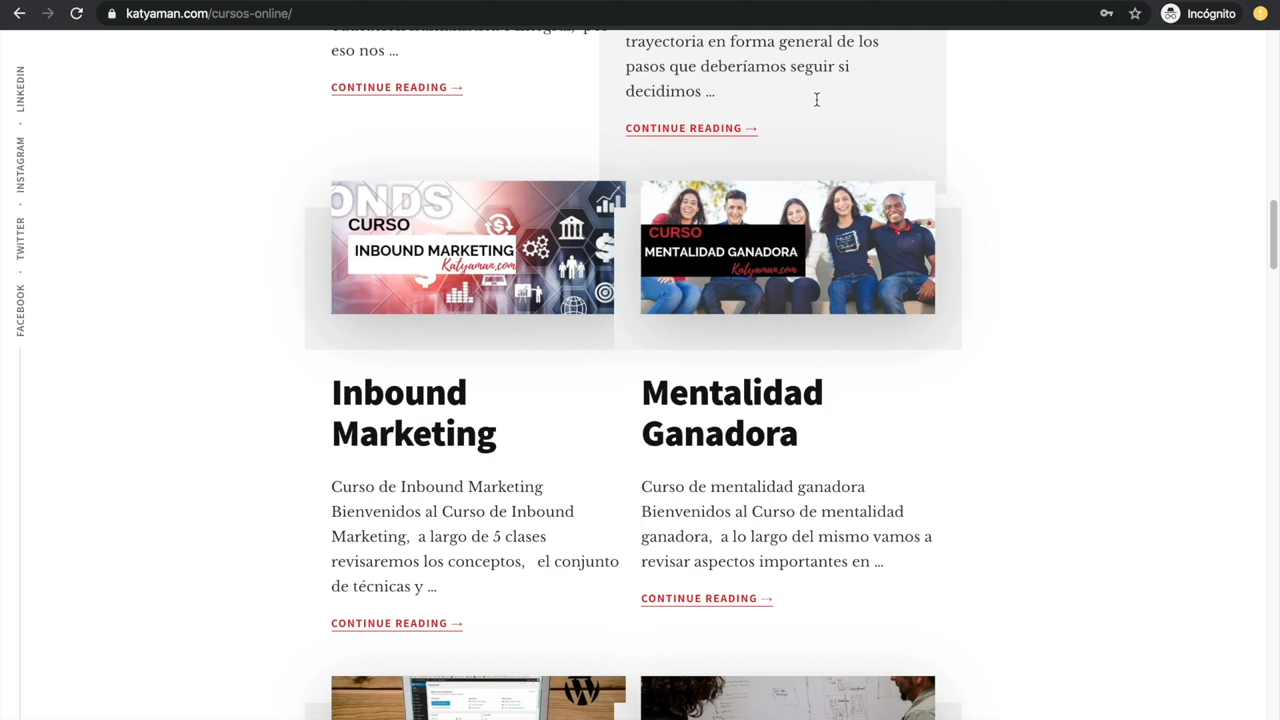 katyaman.com/cursos-online/
Incógnito
FACEBOOK · TWITTER · INSTAGRAM · LINKEDIN
eso nos ...
CONTINUE READING →
trayectoria en forma general de los
pasos que deberíamos seguir si
decidimos ...
CONTINUE READING →
ONDS
CURSO
INBOUND MARKETING
Katyaman.com
CURSO
MENTALIDAD GANADORA
Katyaman.com
Inbound
Marketing
Curso de Inbound Marketing
Bienvenidos al Curso de Inbound
Marketing, a largo de 5 clases
revisaremos los conceptos, el conjunto
de técnicas y ...
CONTINUE READING →
Mentalidad
Ganadora
Curso de mentalidad ganadora
Bienvenidos al Curso de mentalidad
ganadora, a lo largo del mismo vamos a
revisar aspectos importantes en ...
CONTINUE READING →